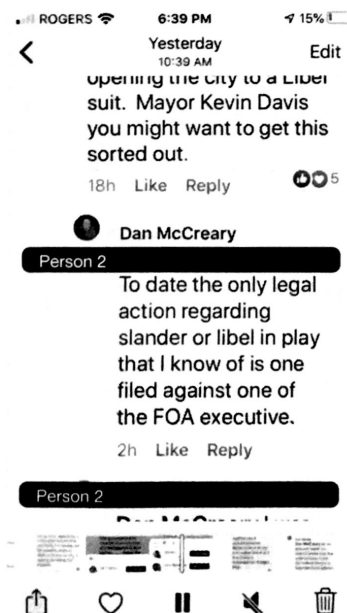 ROGERS 6:39 PM 15%
Yesterday
10:39 AM
Edit
opening the city to a Libel
suit. Mayor Kevin Davis
you might want to get this
sorted out.
18h Like Reply 5
Dan McCreary
Person 2
To date the only legal
action regarding
slander or libel in play
that I know of is one
filed against one of
the FOA executive.
2h Like Reply
Person 2